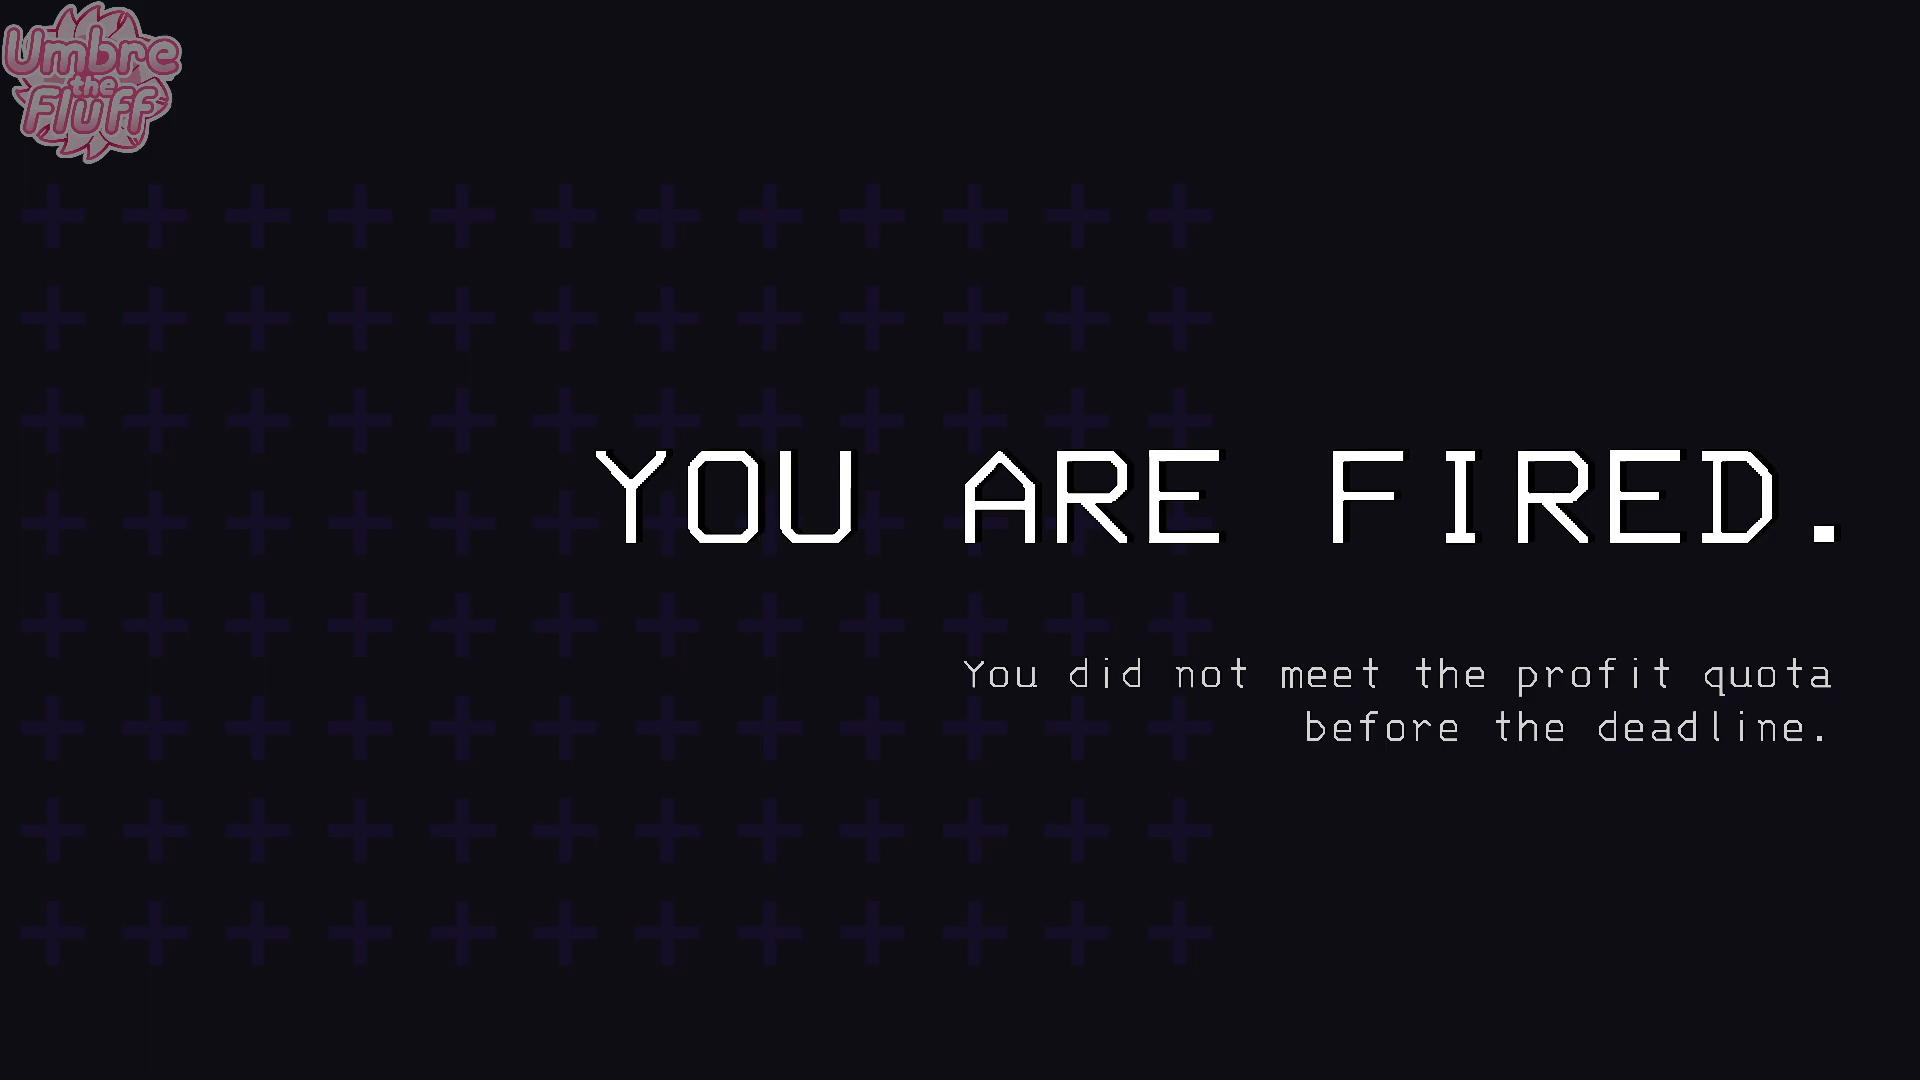 Umbre
the
Fluff
YOU ARE FIRED.
You did not meet the profit quota
before the deadline.